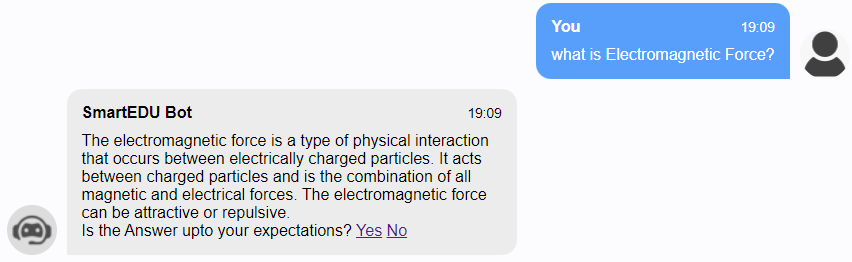 You 19:09
what is Electromagnetic Force?
SmartEDU Bot 19:09
The electromagnetic force is a type of physical interaction
that occurs between electrically charged particles. It acts
between charged particles and is the combination of all
magnetic and electrical forces. The electromagnetic force
can be attractive or repulsive.
Is the Answer upto your expectations? Yes No